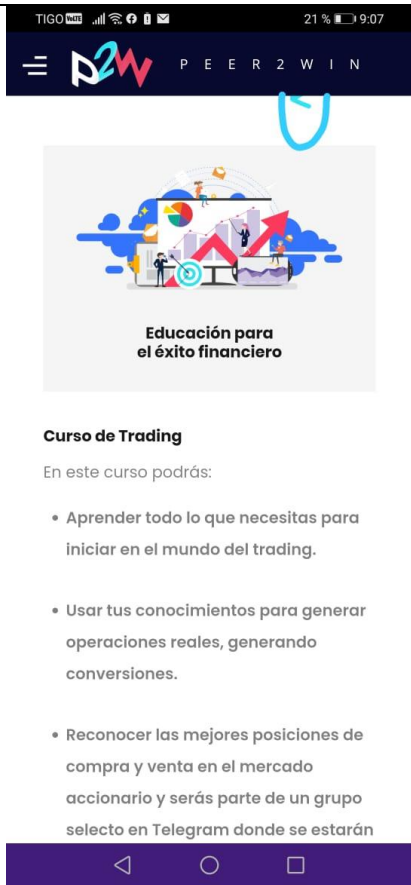 TIGO VoLTE 21 % 9:07
P2W PEER2WIN
Educación para
el éxito financiero
Curso de Trading
En este curso podrás:
• Aprender todo lo que necesitas para
iniciar en el mundo del trading.
• Usar tus conocimientos para generar
operaciones reales, generando
conversiones.
• Reconocer las mejores posiciones de
compra y venta en el mercado
accionario y serás parte de un grupo
selecto en Telegram donde se estarán